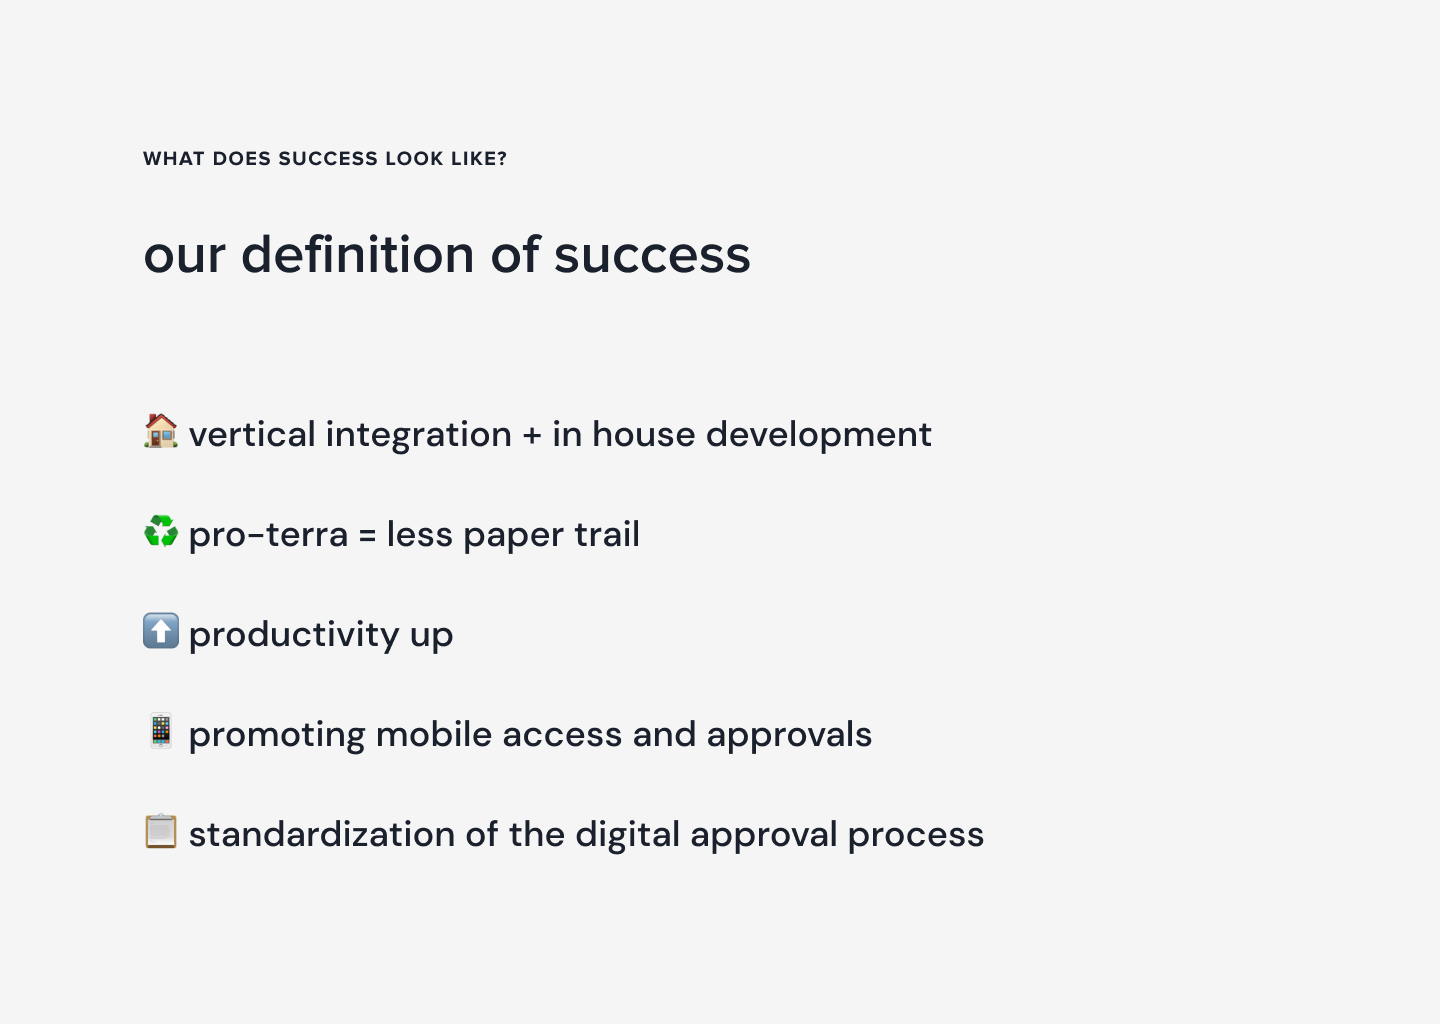 WHAT DOES SUCCESS LOOK LIKE?
our definition of success
🏠 vertical integration + in house development
♻️ pro-terra = less paper trail
⬆️ productivity up
📱 promoting mobile access and approvals
📋 standardization of the digital approval process